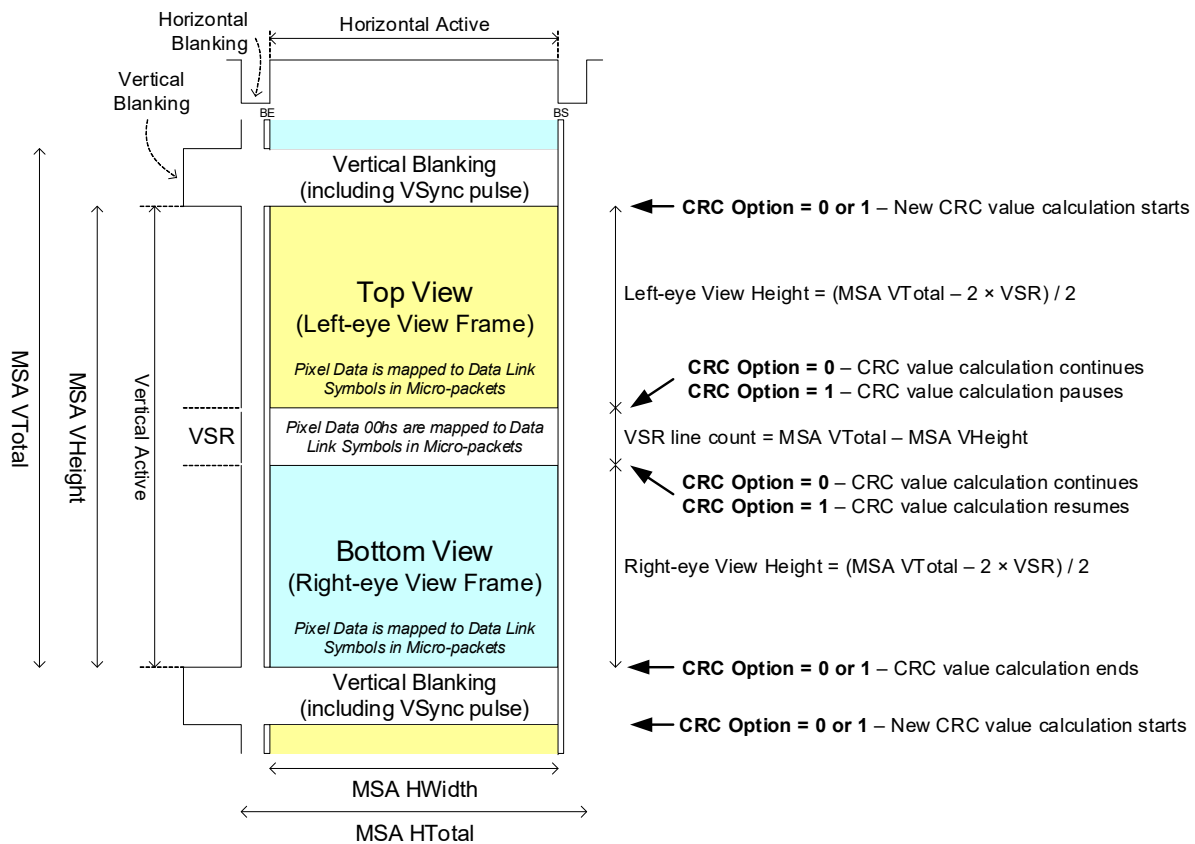 Horizontal
Blanking
Horizontal Active
Vertical
Blanking
BE
BS
Vertical Blanking
(including VSync pulse)
CRC Option = 0 or 1 – New CRC value calculation starts
Top View
(Left-eye View Frame)
Left-eye View Height = (MSA VTotal – 2 × VSR) / 2
Pixel Data is mapped to Data Link
Symbols in Micro-packets
CRC Option = 0 – CRC value calculation continues
CRC Option = 1 – CRC value calculation pauses
MSA VTotal
MSA VHeight
Vertical Active
VSR
Pixel Data 00hs are mapped to Data
Link Symbols in Micro-packets
VSR line count = MSA VTotal – MSA VHeight
CRC Option = 0 – CRC value calculation continues
CRC Option = 1 – CRC value calculation resumes
Bottom View
(Right-eye View Frame)
Right-eye View Height = (MSA VTotal – 2 × VSR) / 2
Pixel Data is mapped to Data Link
Symbols in Micro-packets
CRC Option = 0 or 1 – CRC value calculation ends
Vertical Blanking
(including VSync pulse)
CRC Option = 0 or 1 – New CRC value calculation starts
MSA HWidth
MSA HTotal